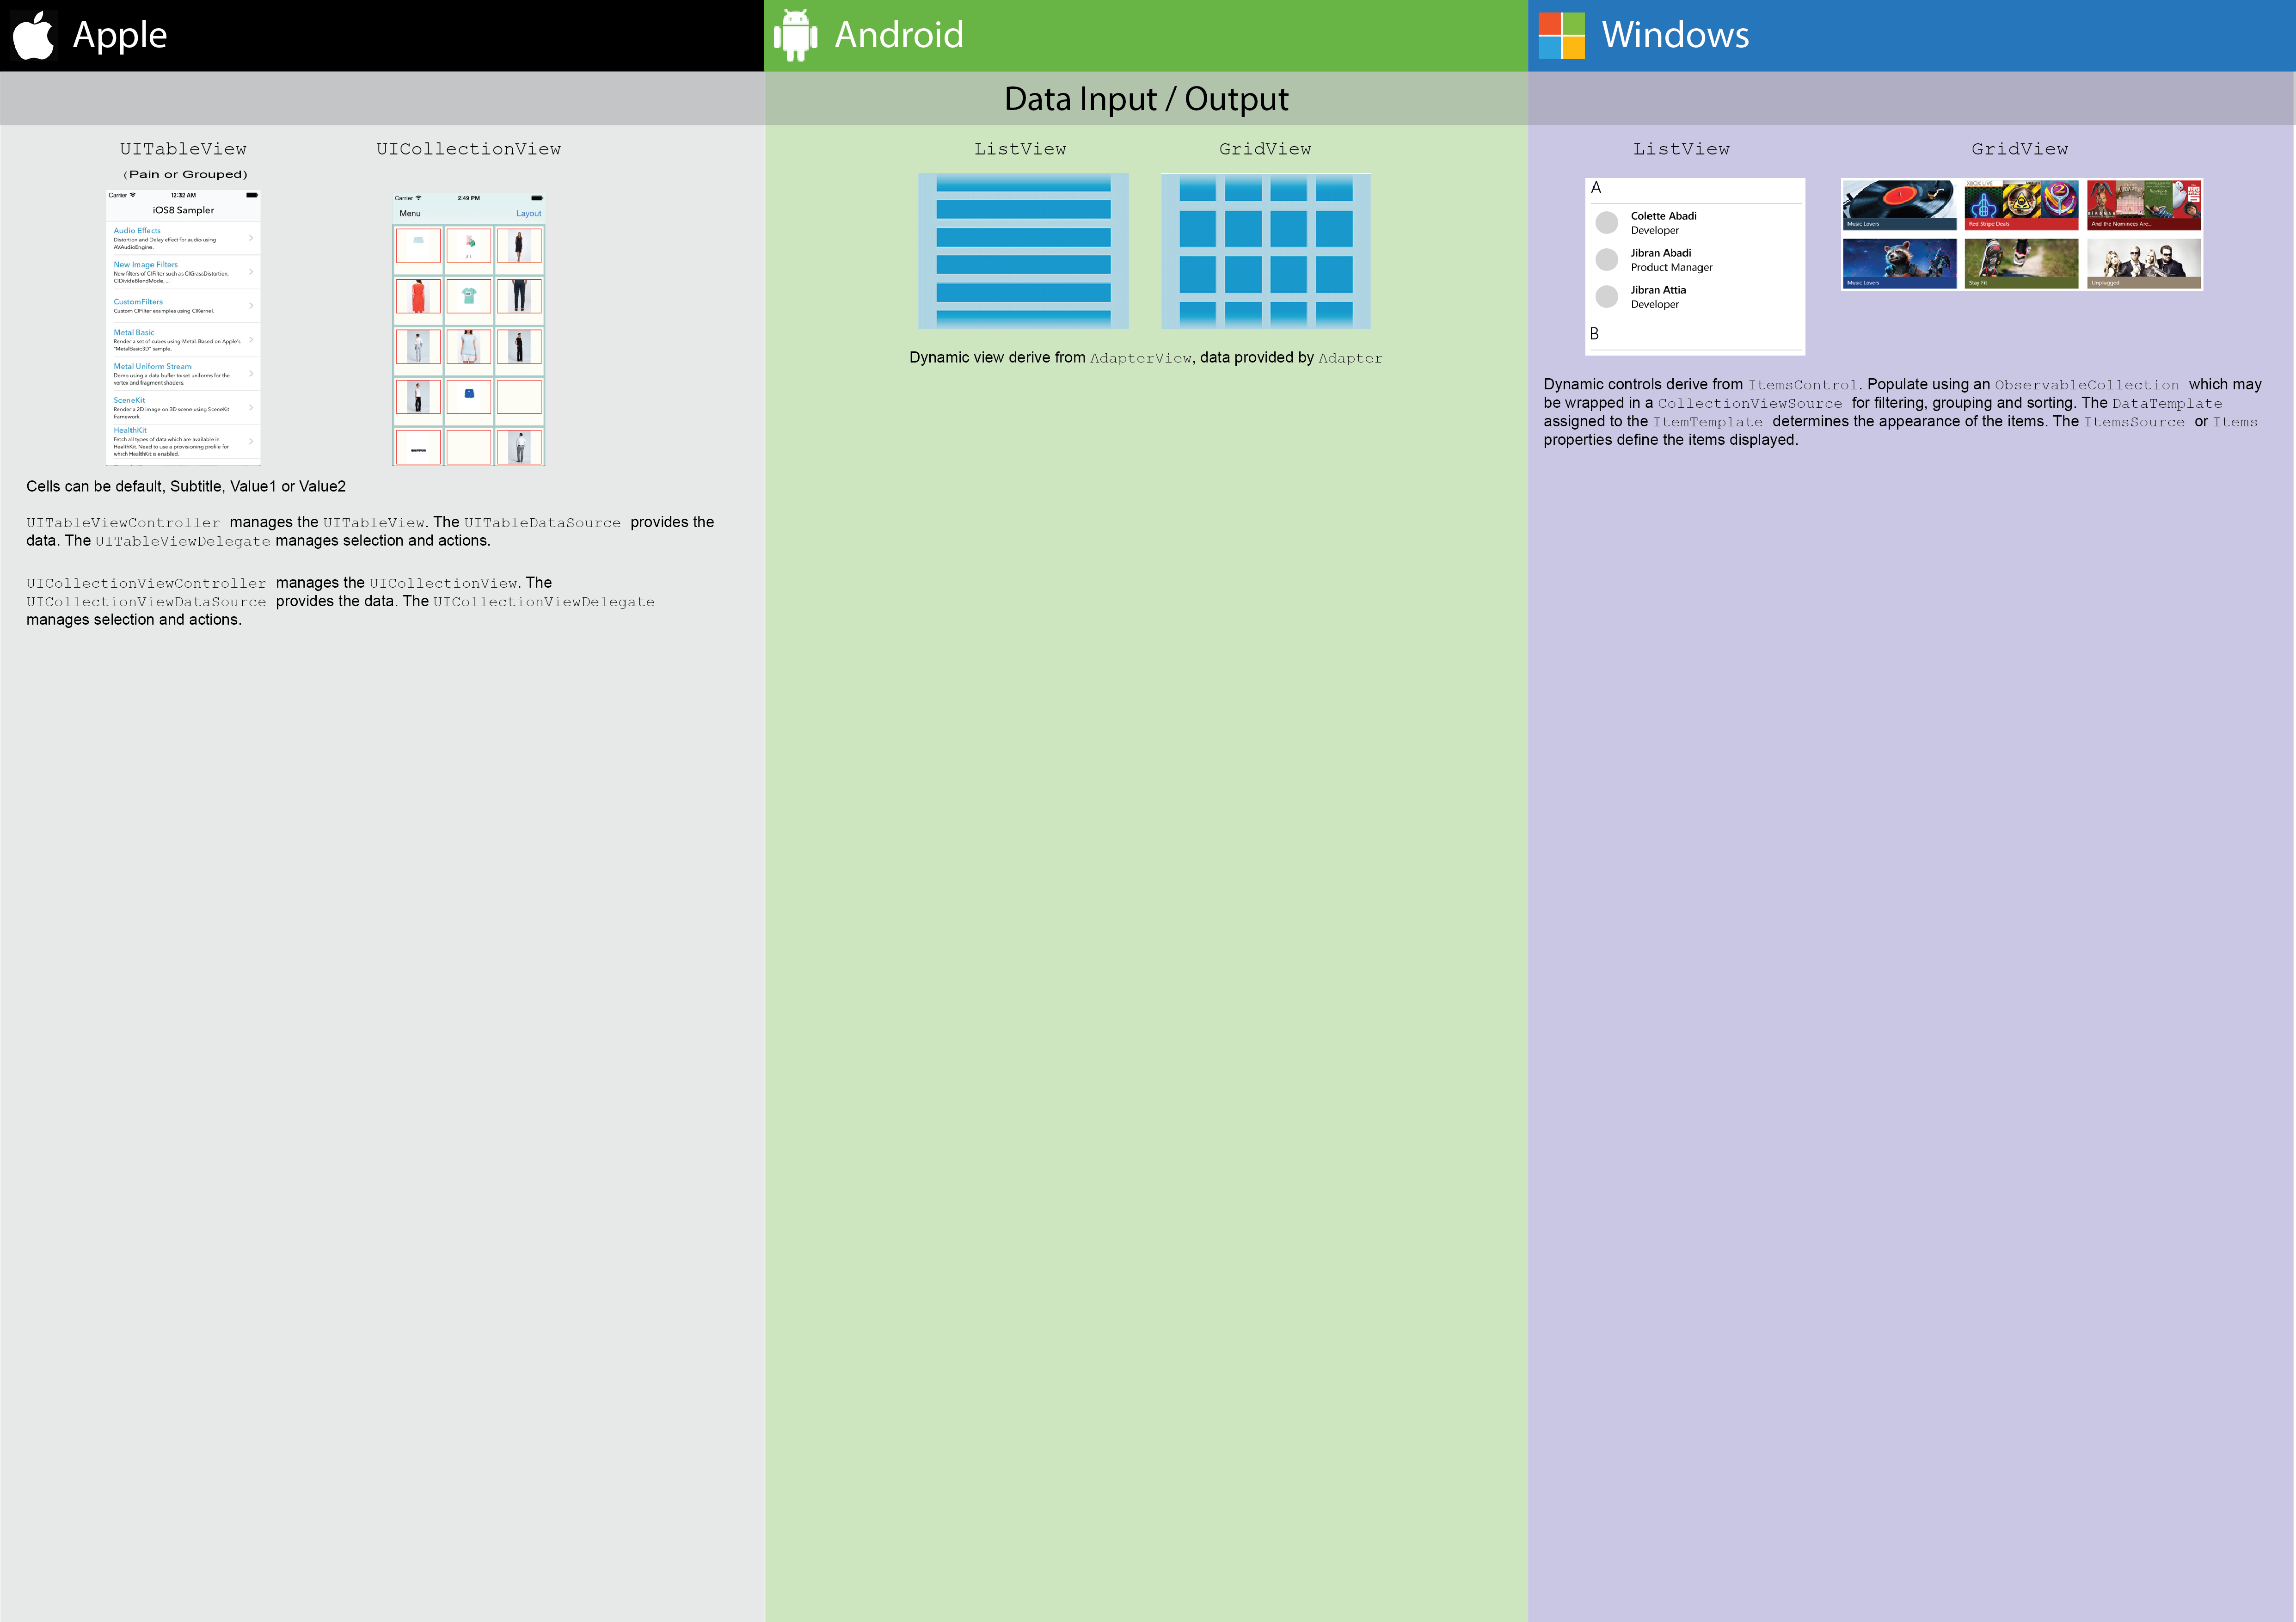 Apple
Android
Windows
Data Input / Output
UITableView
(Pain or Grouped)
Carrier 12:32 AM
iOS8 Sampler
Audio Effects
Distortion and Delay effect for audio using
AVAudioEngine.
New Image Filters
New filters of CIFilter such as CIGlassDistortion,
CIDivideBlendMode, ...
CustomFilters
Custom CIFilter examples using CIKernel.
Metal Basic
Render a set of cubes using Metal. Based on Apple's
"MetalBasic3D" sample.
Metal Uniform Stream
Demo using a data buffer to set uniforms for the
vertex and fragment shaders.
SceneKit
Render a 2D image on 3D scene using SceneKit
framework.
HealthKit
Fetch all types of data which are available in
HealthKit. Need to use a provisioning profile for
which HealthKit is enabled.
UICollectionView
Carrier 2:49 PM
Menu Layout
Cells can be default, Subtitle, Value1 or Value2
UITableViewController manages the UITableView. The UITableDataSource provides the
data. The UITableViewDelegate manages selection and actions.
UICollectionViewController manages the UICollectionView. The
UICollectionViewDataSource provides the data. The UICollectionViewDelegate
manages selection and actions.
ListView
GridView
Dynamic view derive from AdapterView, data provided by Adapter
ListView
A
Colette Abadi
Developer
Jibran Abadi
Product Manager
Jibran Attia
Developer
B
GridView
XBOX LIVE
Music Lovers
Red Stripe Deals
And the Nominees Are...
Music Lovers
Stay Fit
Unplugged
Dynamic controls derive from ItemsControl. Populate using an ObservableCollection which may
be wrapped in a CollectionViewSource for filtering, grouping and sorting. The DataTemplate
assigned to the ItemTemplate determines the appearance of the items. The ItemsSource or Items
properties define the items displayed.